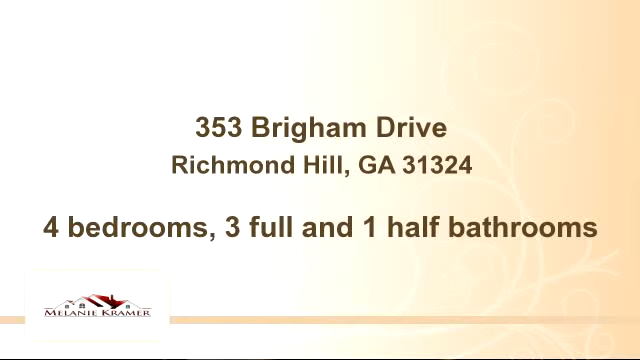 353 Brigham Drive
Richmond Hill, GA 31324
4 bedrooms, 3 full and 1 half bathrooms
MELANIE KRAMER